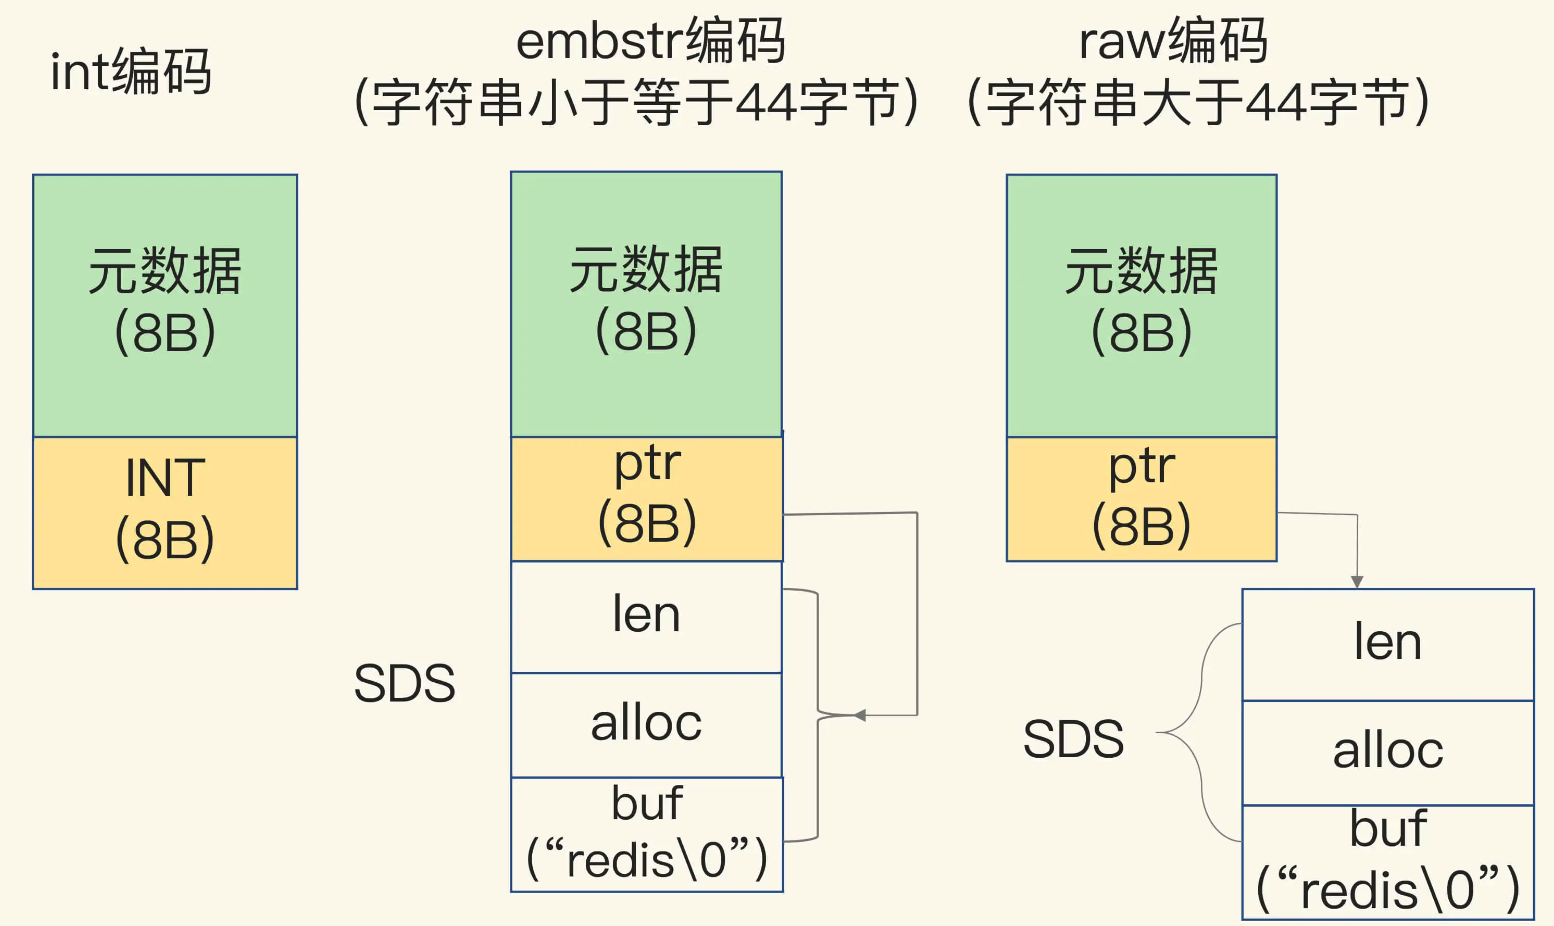 int编码
元数据
(8B)
INT
(8B)
embstr编码
(字符串小于等于44字节)
元数据
(8B)
ptr
(8B)
SDS
len
alloc
buf
(“redis\0”)
raw编码
(字符串大于44字节)
元数据
(8B)
ptr
(8B)
SDS
len
alloc
buf
(“redis\0”)